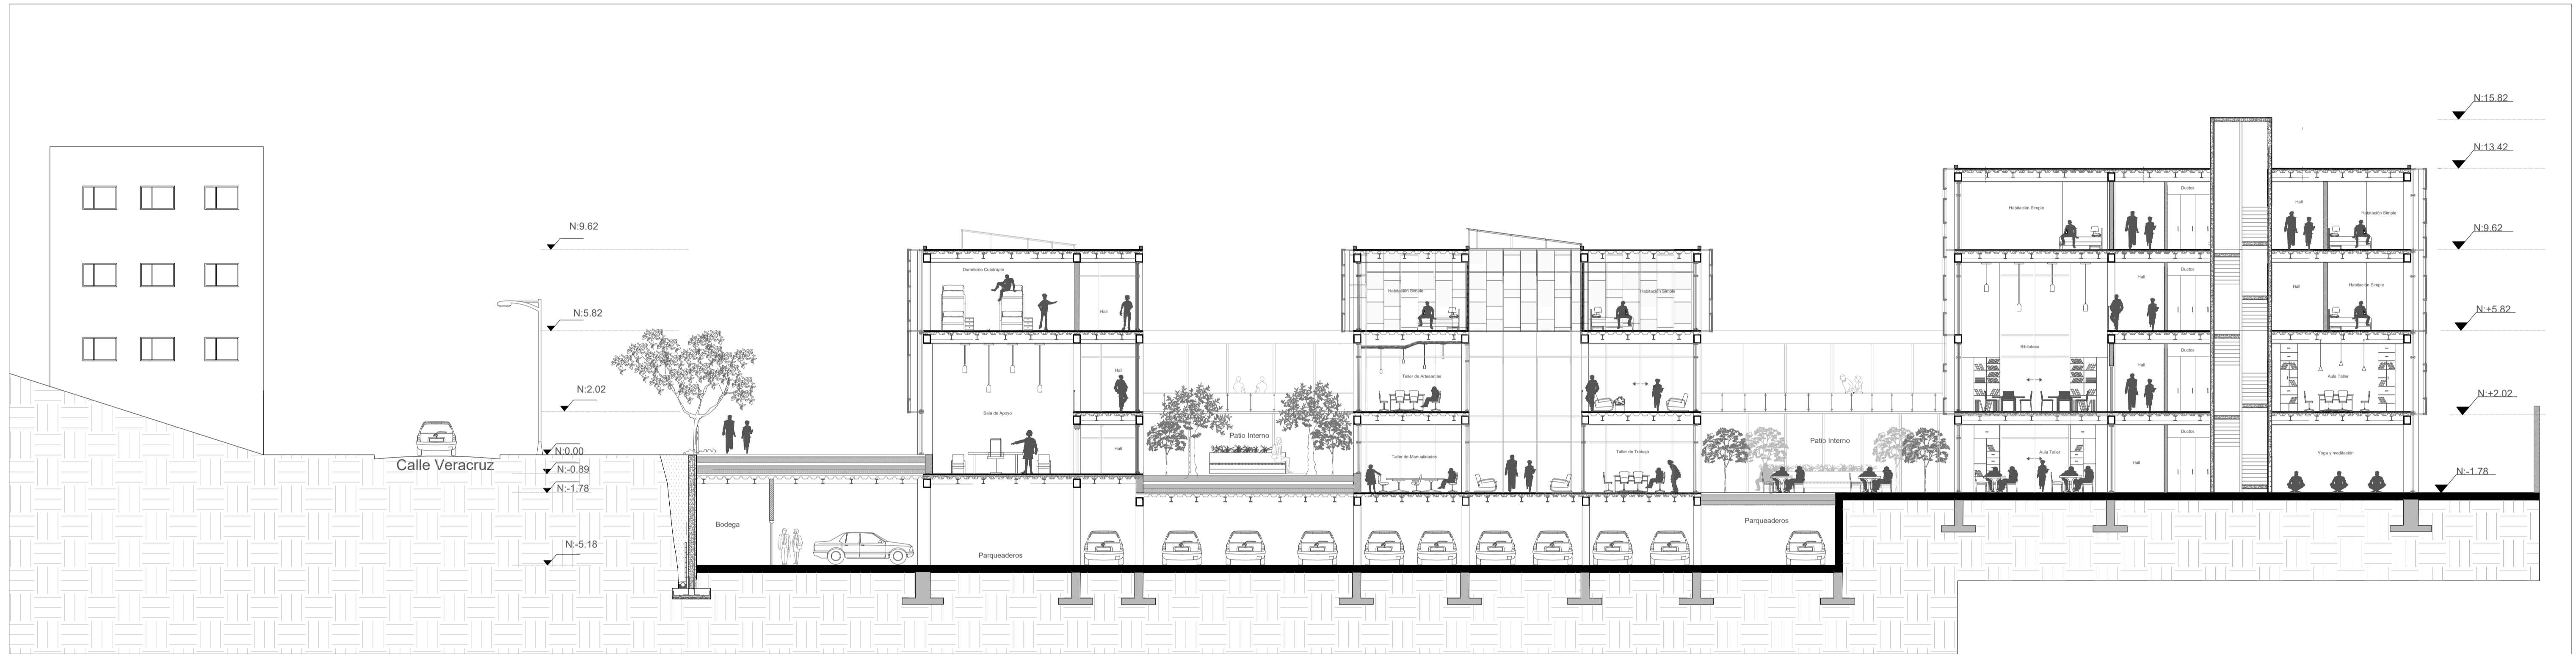 N:15.82
N:13.42
N:9.62
N:+5.82
N:+2.02
N:-1.78
N:9.62
N:5.82
N:2.02
N:0.00
N:-0.89
N:-1.78
N:-5.18
Calle Veracruz
Bodega
Parqueaderos
Dormitorio Cuádruple
Hall
Sala de Apoyo
Hall
Hall
Patio Interno
Habitación Simple
Habitación Simple
Taller de Artesanías
Taller de Manualidades
Taller de Trabajo
Patio Interno
Parqueaderos
Habitación Simple
Hall
Ductos
Hall
Habitación Simple
Hall
Ductos
Hall
Habitación Simple
Biblioteca
Hall
Ductos
Aula Taller
Aula Taller
Hall
Ductos
Yoga y meditación